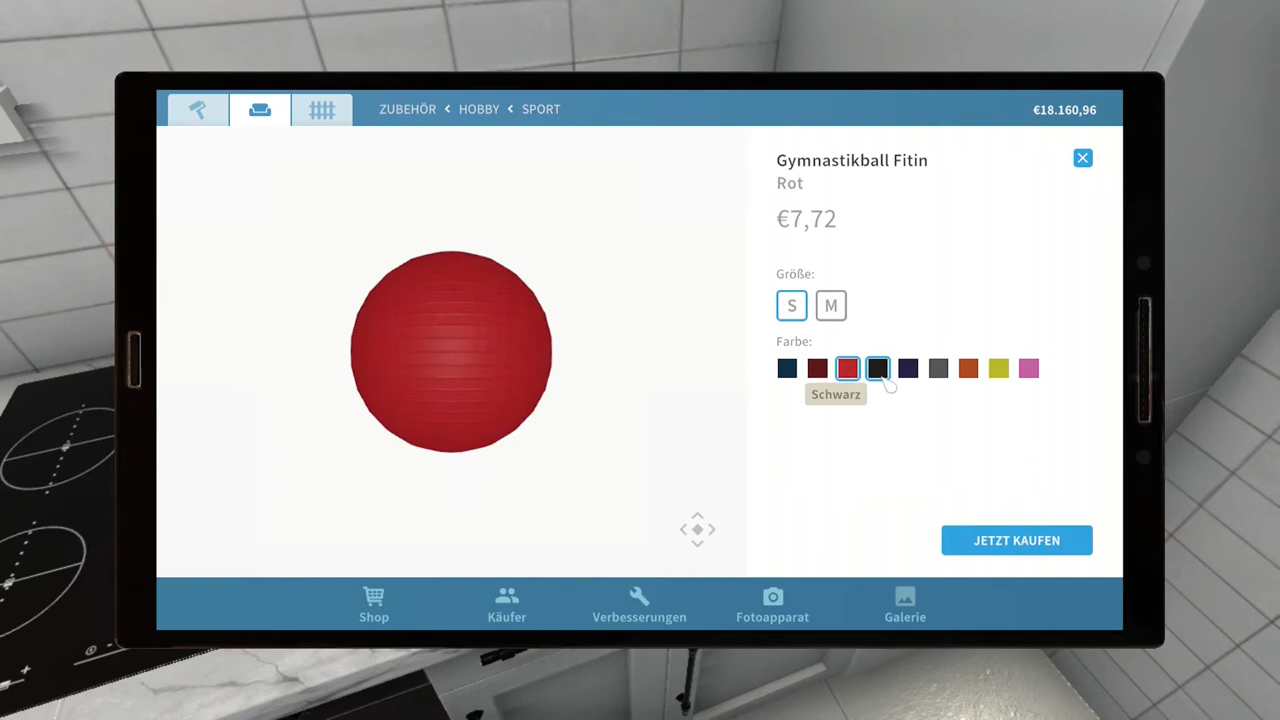 ZUBEHÖR < HOBBY < SPORT
€18.160,96
Gymnastikball Fitin
Rot
€7,72
Größe:
S M
Farbe:
Schwarz
JETZT KAUFEN
Shop Käufer Verbesserungen Fotoapparat Galerie